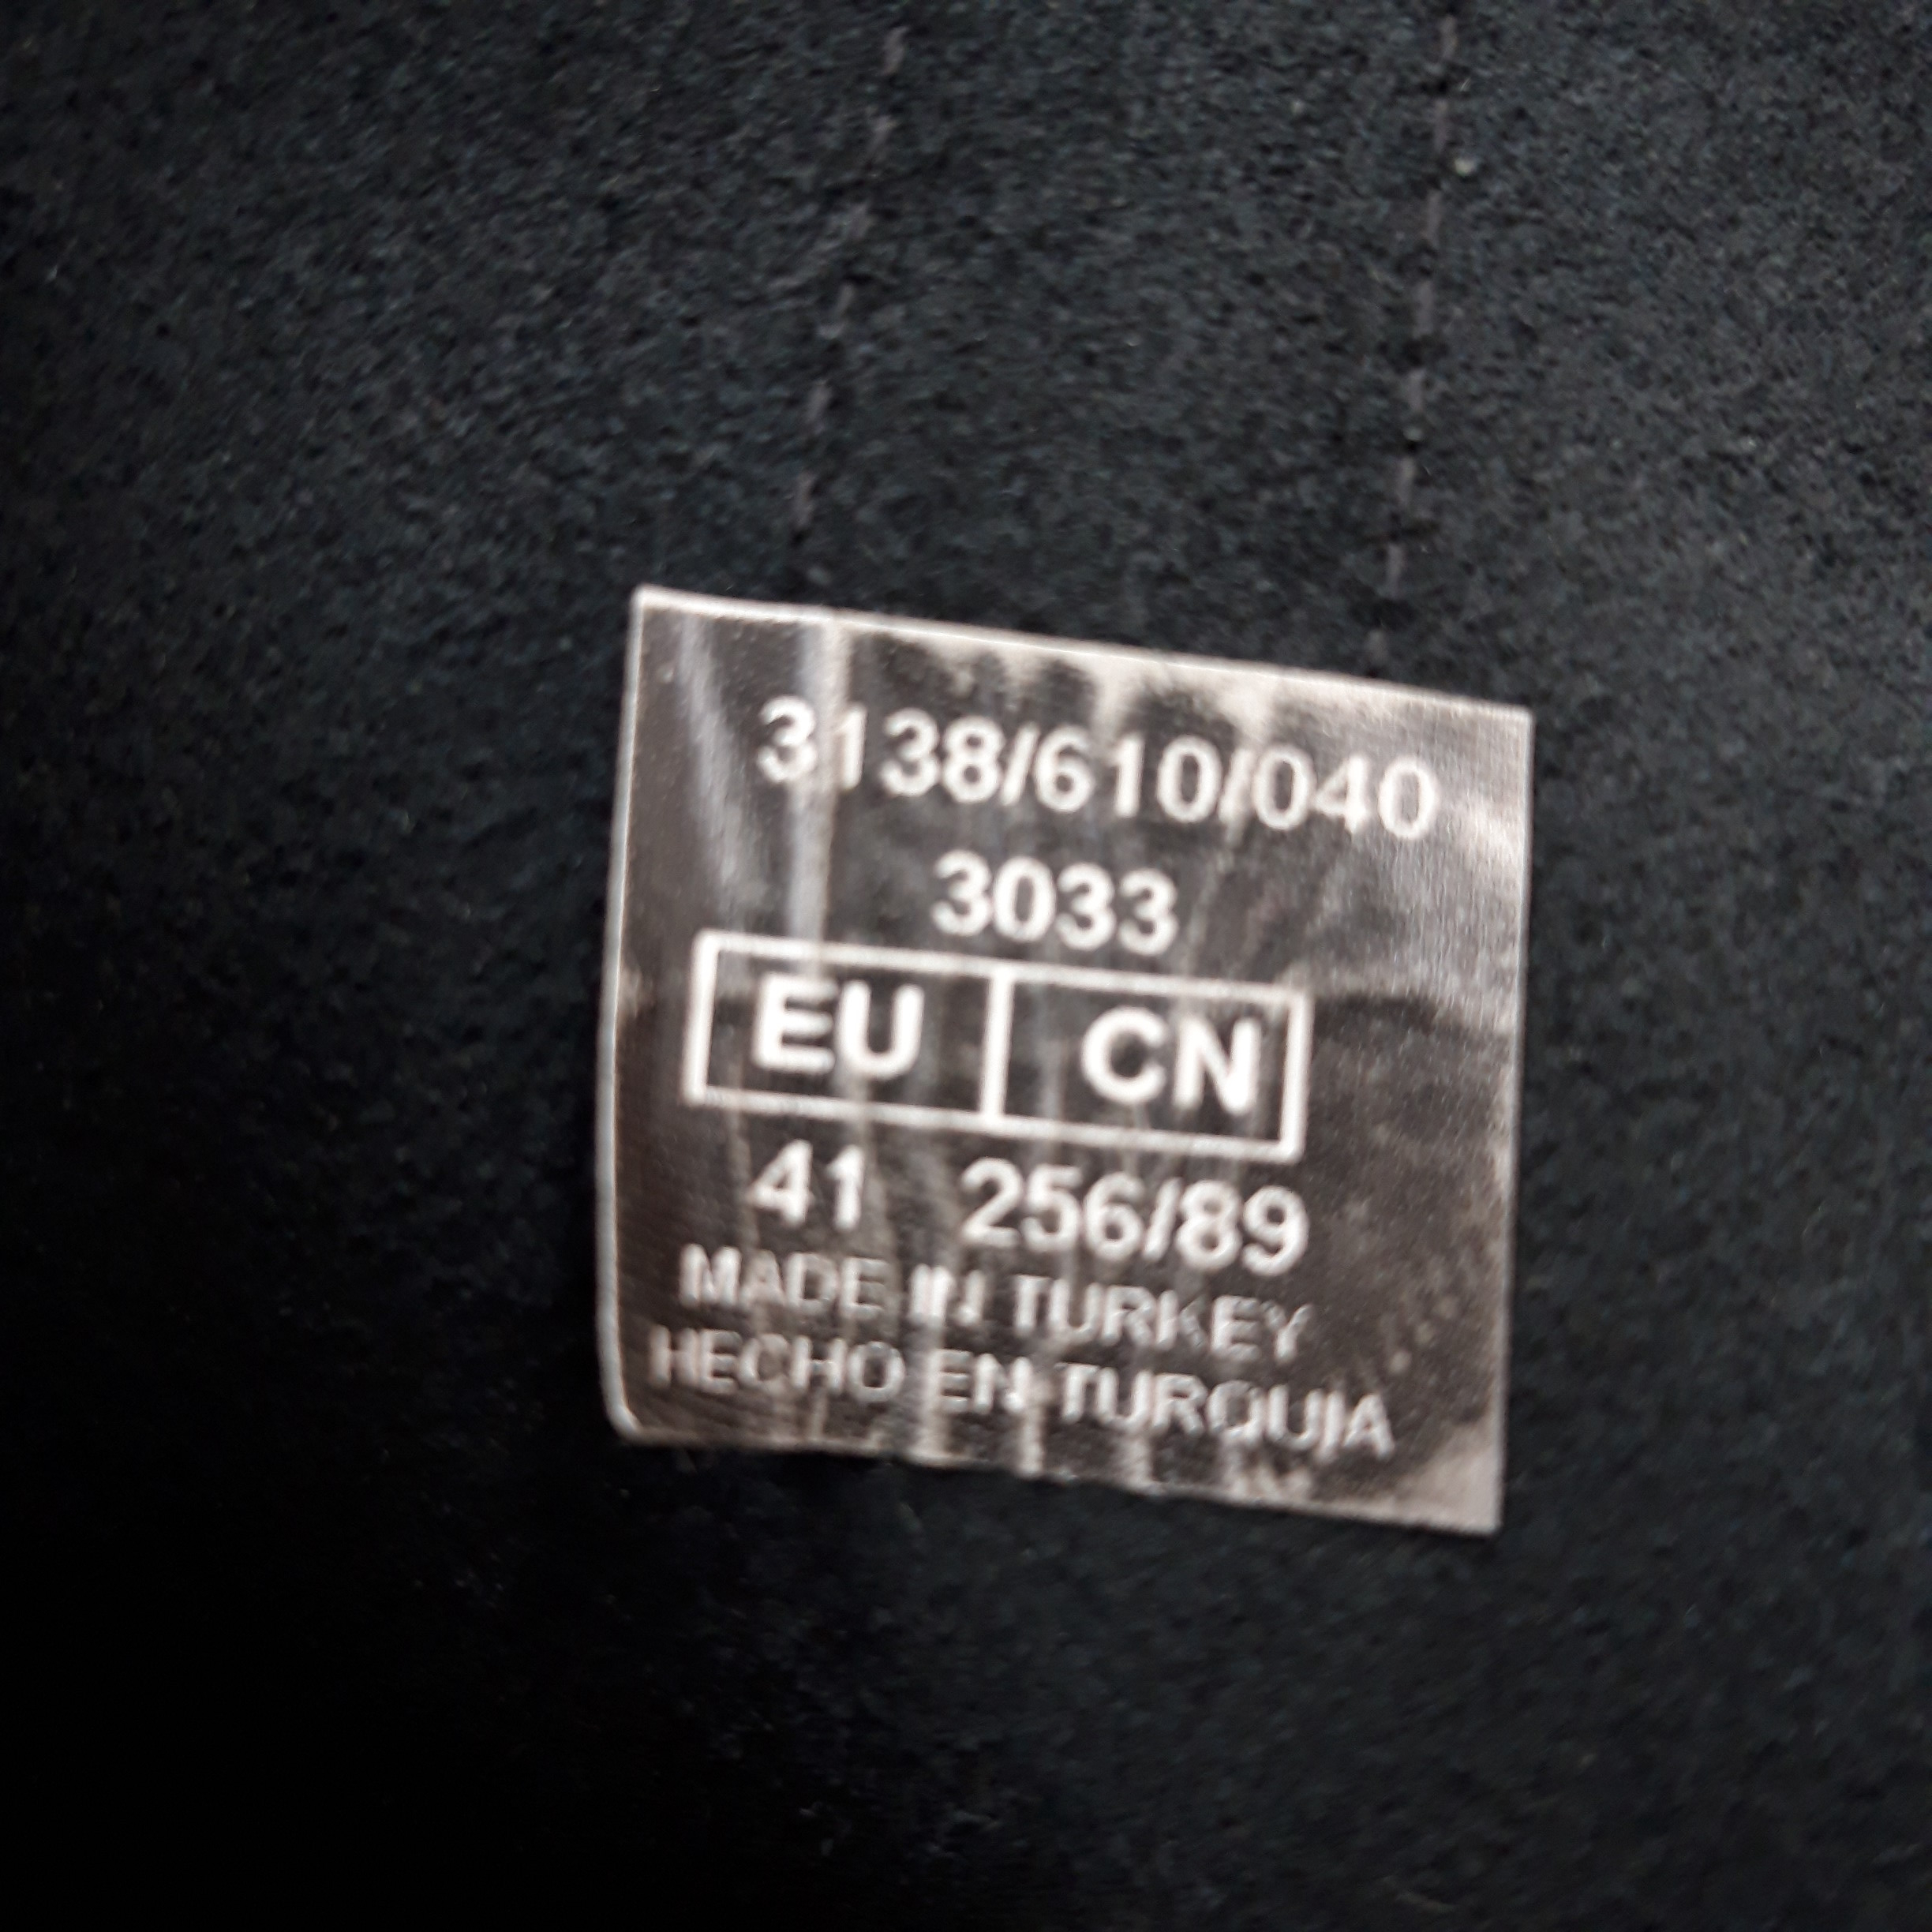 3138/610/040
3033
EU CN
41 256/89
MADE IN TURKEY
HECHO EN TURQUIA